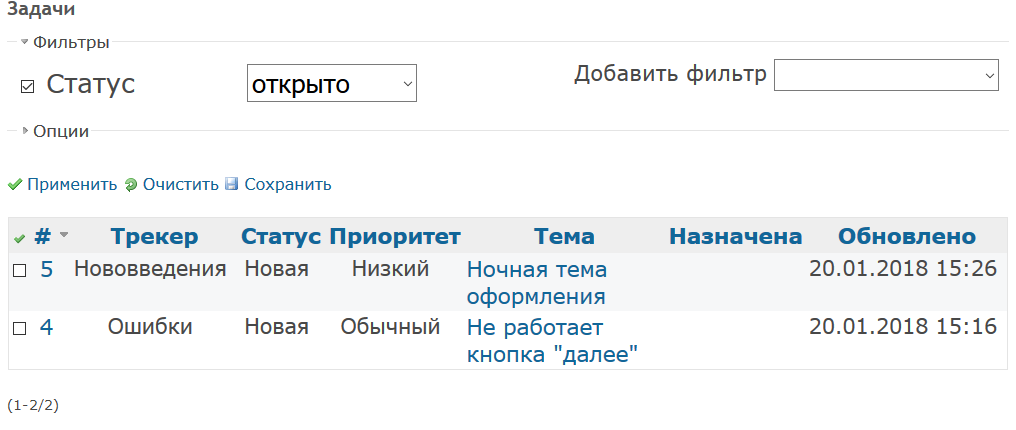 Задачи
Фильтры
Статус открыто Добавить фильтр
Опции
Применить Очистить Сохранить
# Трекер Статус Приоритет Тема Назначена Обновлено
5 Нововведения Новая Низкий Ночная тема 20.01.2018 15:26
оформления
4 Ошибки Новая Обычный Не работает 20.01.2018 15:16
кнопка "далее"
(1-2/2)